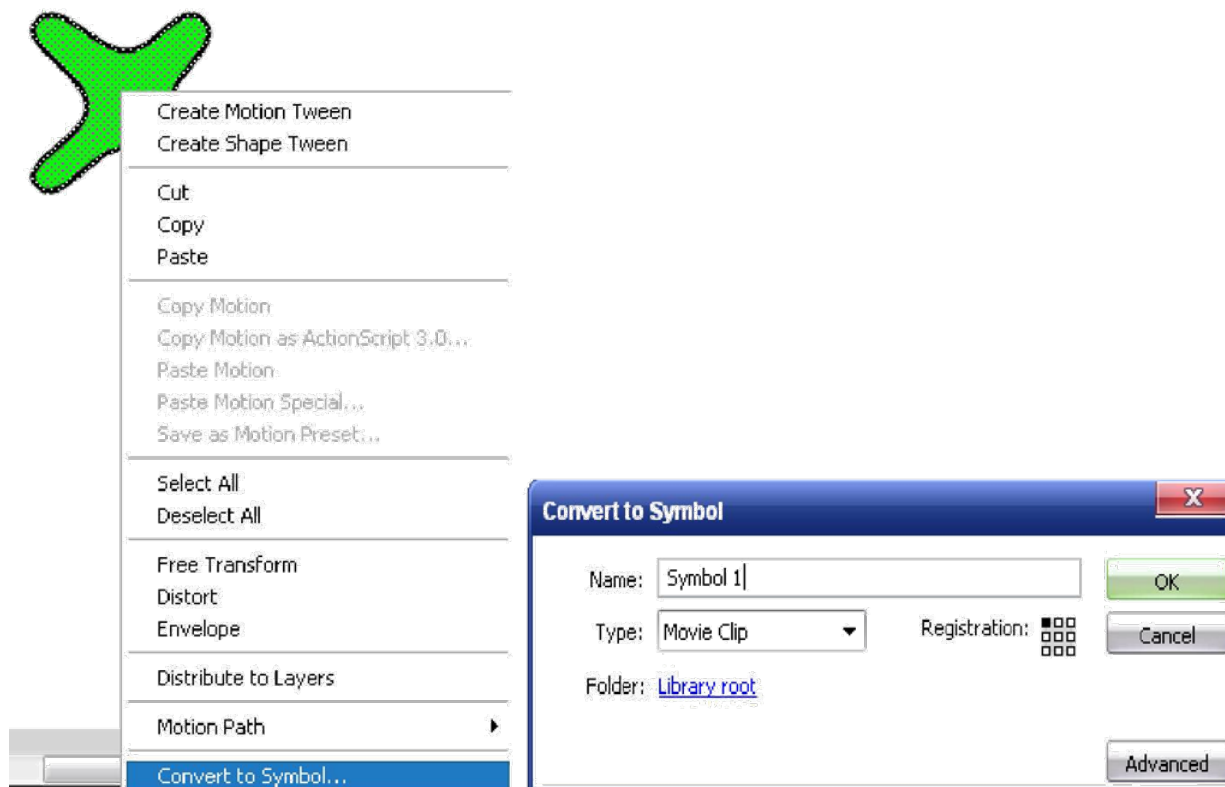 Create Motion Tween
Create Shape Tween
Cut
Copy
Paste
Copy Motion
Copy Motion as ActionScript 3.0...
Paste Motion
Paste Motion Special...
Save as Motion Preset...
Select All
Deselect All
Free Transform
Distort
Envelope
Distribute to Layers
Motion Path
Convert to Symbol...
Convert to Symbol
X
Name: Symbol 1
OK
Type: Movie Clip
Registration:
Cancel
Folder: Library root
Advanced